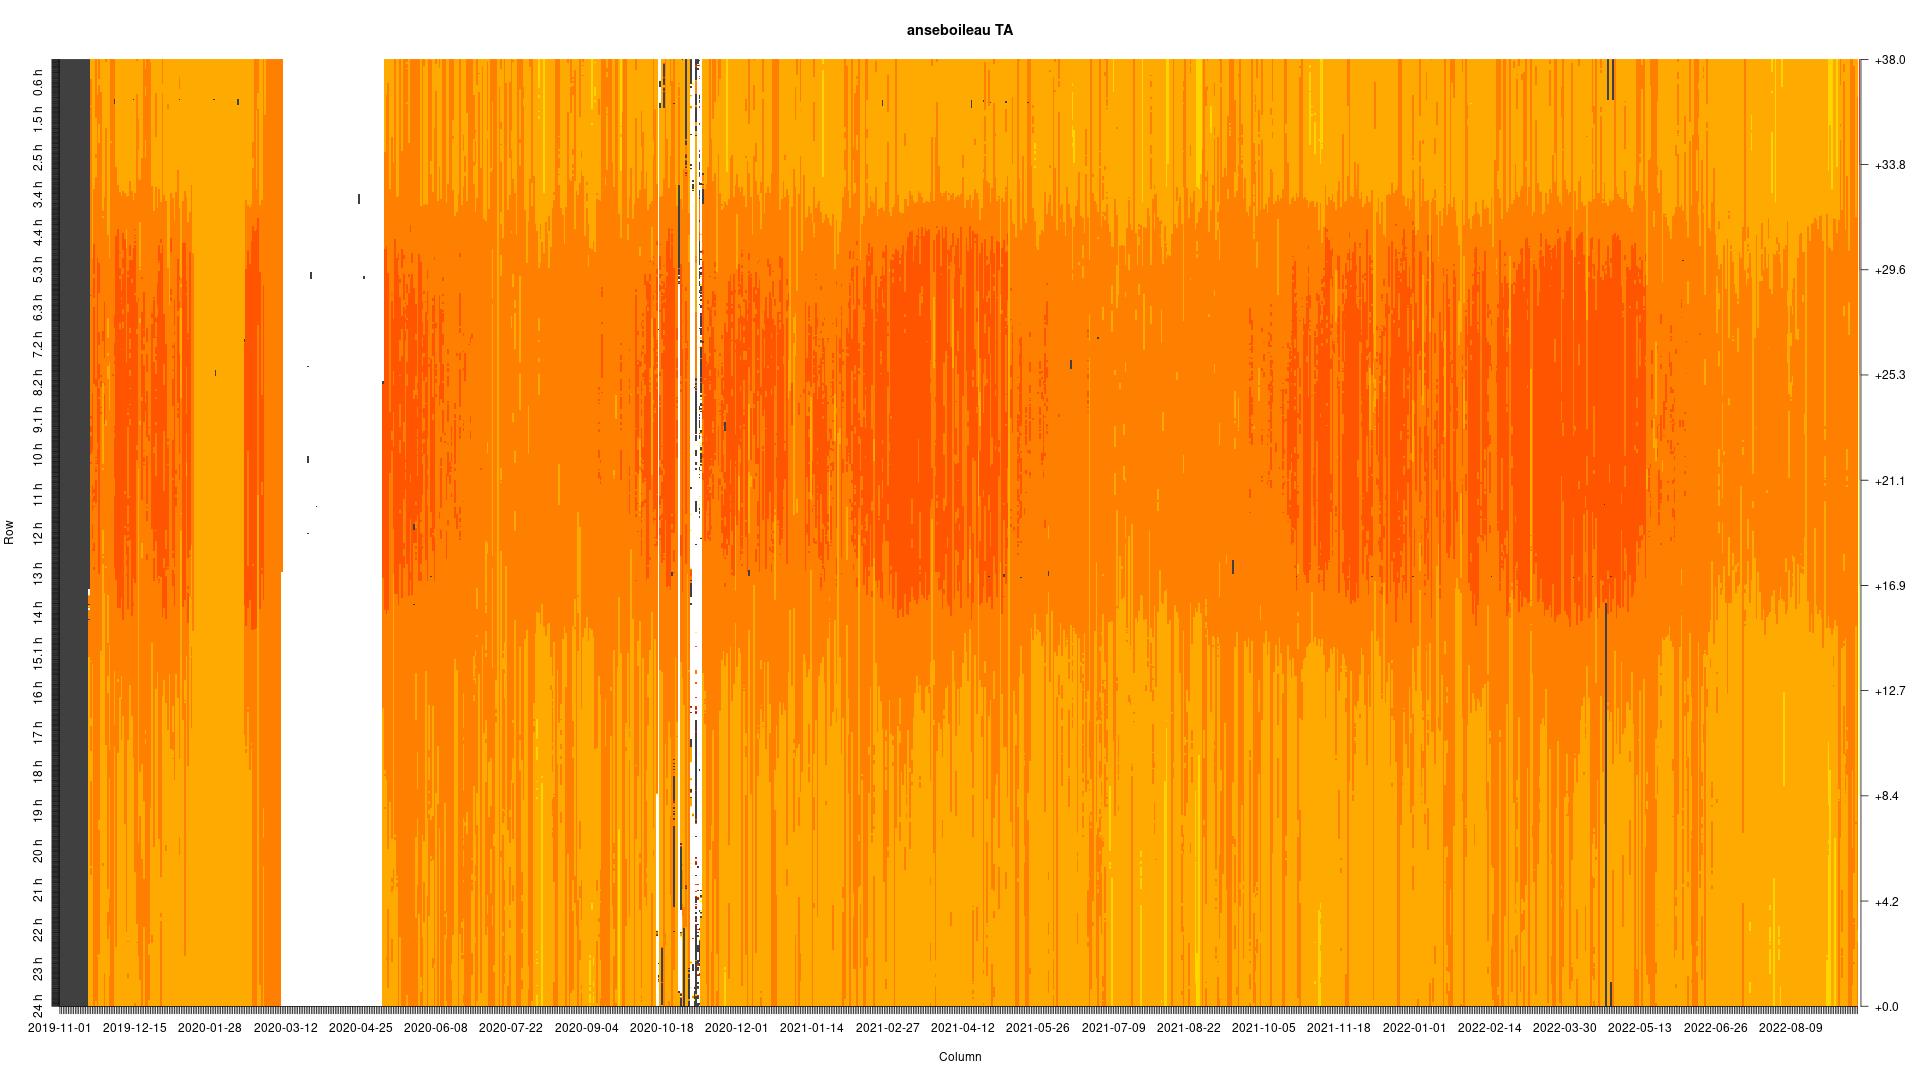 anseboileau TA
0.6 h
1.5 h
2.5 h
3.4 h
4.4 h
5.3 h
6.3 h
7.2 h
8.2 h
9.1 h
10 h
11 h
12 h
13 h
14 h
15.1 h
16 h
17 h
18 h
19 h
20 h
21 h
22 h
23 h
24 h
Row
+38.0
+33.8
+29.6
+25.3
+21.1
+16.9
+12.7
+8.4
+4.2
+0.0
2019-11-01 2019-12-15 2020-01-28 2020-03-12 2020-04-25 2020-06-08 2020-07-22 2020-09-04 2020-10-18 2020-12-01 2021-01-14 2021-02-27 2021-04-12 2021-05-26 2021-07-09 2021-08-22 2021-10-05 2021-11-18 2022-01-01 2022-02-14 2022-03-30 2022-05-13 2022-06-26 2022-08-09
Column